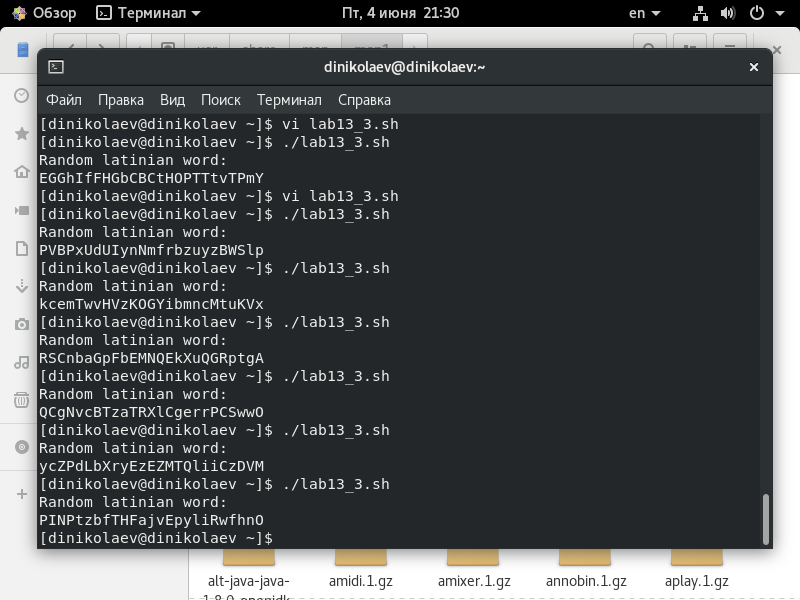 Обзор Терминал Пт, 4 июня 21:30 en
dinikolaev@dinikolaev:~
Файл Правка Вид Поиск Терминал Справка
[dinikolaev@dinikolaev ~]$ vi lab13_3.sh
[dinikolaev@dinikolaev ~]$ ./lab13_3.sh
Random latinian word:
EGGhIfFHGbCBCtHOPTTtvTPmY
[dinikolaev@dinikolaev ~]$ vi lab13_3.sh
[dinikolaev@dinikolaev ~]$ ./lab13_3.sh
Random latinian word:
PVBPxUdUIynNmfrbzuyzBWSlp
[dinikolaev@dinikolaev ~]$ ./lab13_3.sh
Random latinian word:
kcemTwvHVzKOGYibmncMtuKVx
[dinikolaev@dinikolaev ~]$ ./lab13_3.sh
Random latinian word:
RSCnbaGpFbEMNQEkXuQGRptgA
[dinikolaev@dinikolaev ~]$ ./lab13_3.sh
Random latinian word:
QCgNvcBTzaTRXlCgerrPCSwwO
[dinikolaev@dinikolaev ~]$ ./lab13_3.sh
Random latinian word:
ycZPdLbXryEzEZMTQliiCzDVM
[dinikolaev@dinikolaev ~]$ ./lab13_3.sh
Random latinian word:
PINPtzbfTHFajvEpyliRwfhnO
[dinikolaev@dinikolaev ~]$
alt-java-java- amidi.1.gz amixer.1.gz annobin.1.gz aplay.1.gz